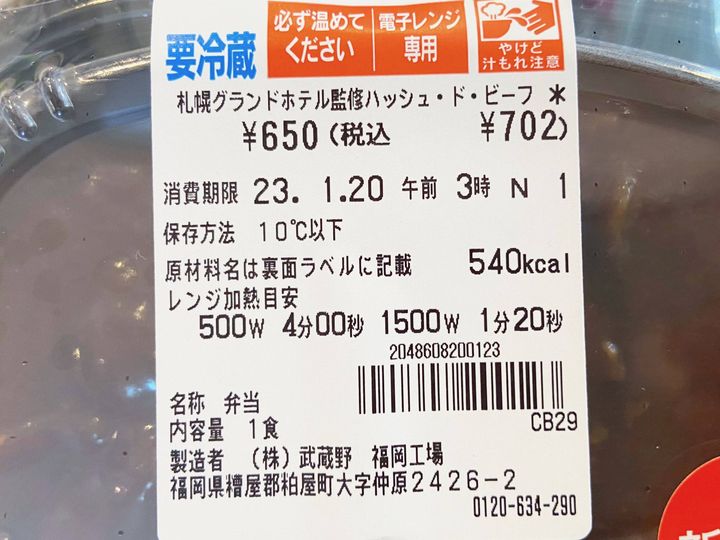 要冷蔵
必ず温めて
ください
電子レンジ
専用
やけど
汁もれ注意
札幌グランドホテル監修ハッシュ・ド・ビーフ *
¥650(税込 ¥702)
消費期限 23. 1.20 午前 3時 N 1
保存方法 10℃以下
原材料名は裏面ラベルに記載 540kcal
レンジ加熱目安
500W 4分00秒 1500W 1分20秒
2048608200123
CB29
名称 弁当
内容量 1食
製造者 (株)武蔵野 福岡工場
福岡県糟屋郡粕屋町大字仲原2426-2
0120-634-290